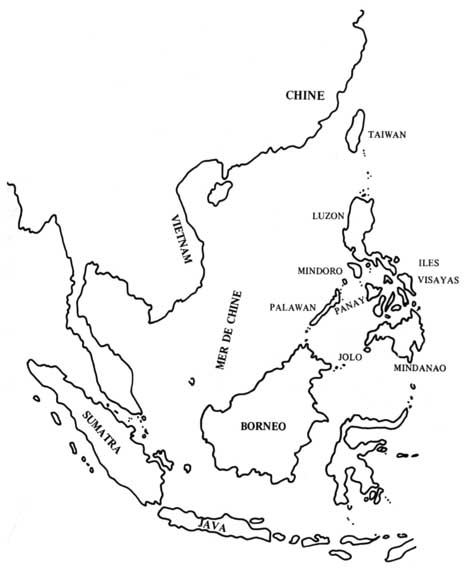 CHINE
TAIWAN
LUZON
VIETNAM
ILES
VISAYAS
MINDORO
PALAWAN
PANAY
MER DE CHINE
JOLO
MINDANAO
SUMATRA
BORNEO
JAVA